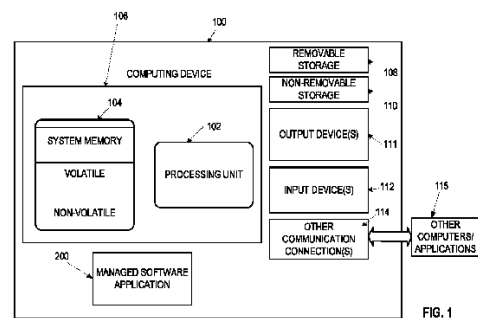 100
106
COMPUTING DEVICE
REMOVABLE
STORAGE
108
NON-REMOVABLE
STORAGE
110
104
SYSTEM MEMORY
VOLATILE
NON-VOLATILE
102
PROCESSING UNIT
OUTPUT DEVICE(S)
111
INPUT DEVICE(S)
112
114
OTHER
COMMUNICATION
CONNECTION(S)
115
OTHER
COMPUTERS/
APPLICATIONS
200
MANAGED SOFTWARE
APPLICATION
FIG. 1